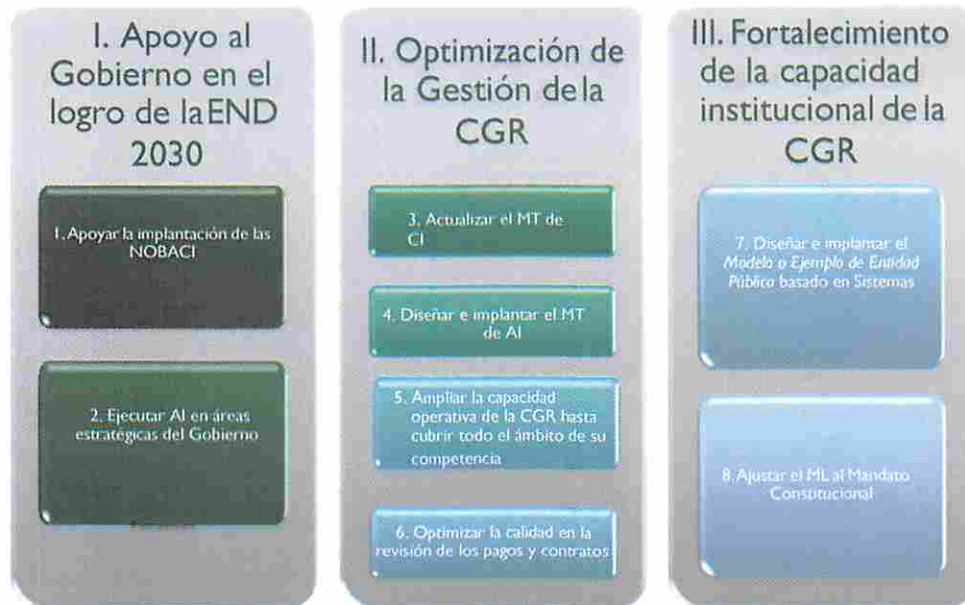 I. Apoyo al
Gobierno en el
logro de la END
2030
1. Apoyar la implantación de las
NOBACI
2. Ejecutar AI en áreas
estratégicas del Gobierno
II. Optimización de
la Gestión de la
CGR
3. Actualizar el MT de
CI
4. Diseñar e implantar el MT
de AI
5. Ampliar la capacidad
operativa de la CGR hasta
cubrir todo el ámbito de su
competencia
6. Optimizar la calidad en la
revisión de los pagos y contratos
III. Fortalecimiento
de la capacidad
institucional de la
CGR
7. Diseñar e implantar el
Modelo o Ejemplo de Entidad
Pública basado en Sistemas
8. Ajustar el ML al Mandato
Constitucional